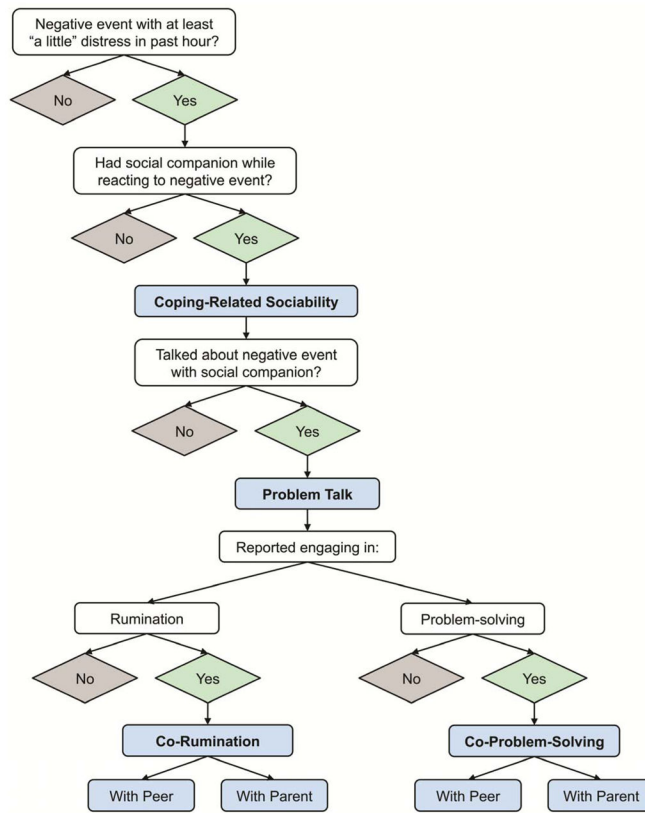 Negative event with at least
“a little” distress in past hour?
No
Yes
Had social companion while
reacting to negative event?
No
Yes
Coping-Related Sociability
Talked about negative event
with social companion?
No
Yes
Problem Talk
Reported engaging in:
Rumination
Problem-solving
No
Yes
No
Yes
Co-Rumination
Co-Problem-Solving
With Peer
With Parent
With Peer
With Parent